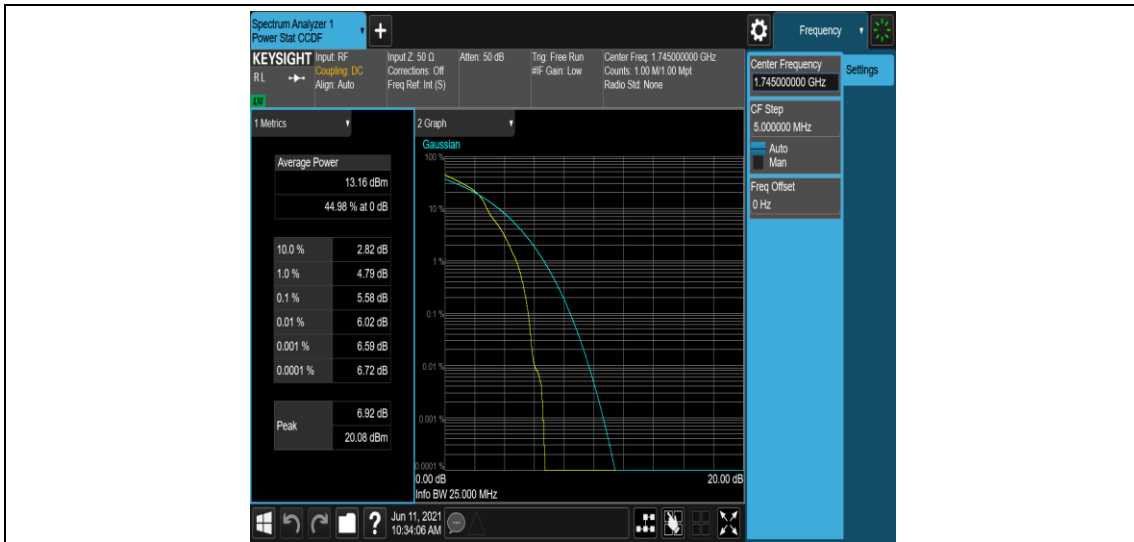 Spectrum Analyzer 1
Power Stat CCDF
+
Frequency
KEYSIGHT
RL
LXI
Input: RF
Coupling: DC
Align: Auto
Input Z: 50 Ω
Corrections: Off
Freq Ref: Int (S)
Atten: 50 dB
Trig: Free Run
#IF Gain: Low
Center Freq: 1.745000000 GHz
Counts: 1.00 M/1.00 Mpt
Radio Std: None
Center Frequency
1.745000000 GHz
Settings
CF Step
5.000000 MHz
Auto
Man
Freq Offset
0 Hz
1 Metrics
Average Power
13.16 dBm
44.98 % at 0 dB
10.0 % 2.82 dB
1.0 % 4.79 dB
0.1 % 5.58 dB
0.01 % 6.02 dB
0.001 % 6.59 dB
0.0001 % 6.72 dB
Peak
6.92 dB
20.08 dBm
2 Graph
Gaussian
100 %
10 %
1 %
0.1 %
0.01 %
0.001 %
0.0001 %
0.00 dB
20.00 dB
Info BW 25.000 MHz
?
Jun 11, 2021
10:34:06 AM